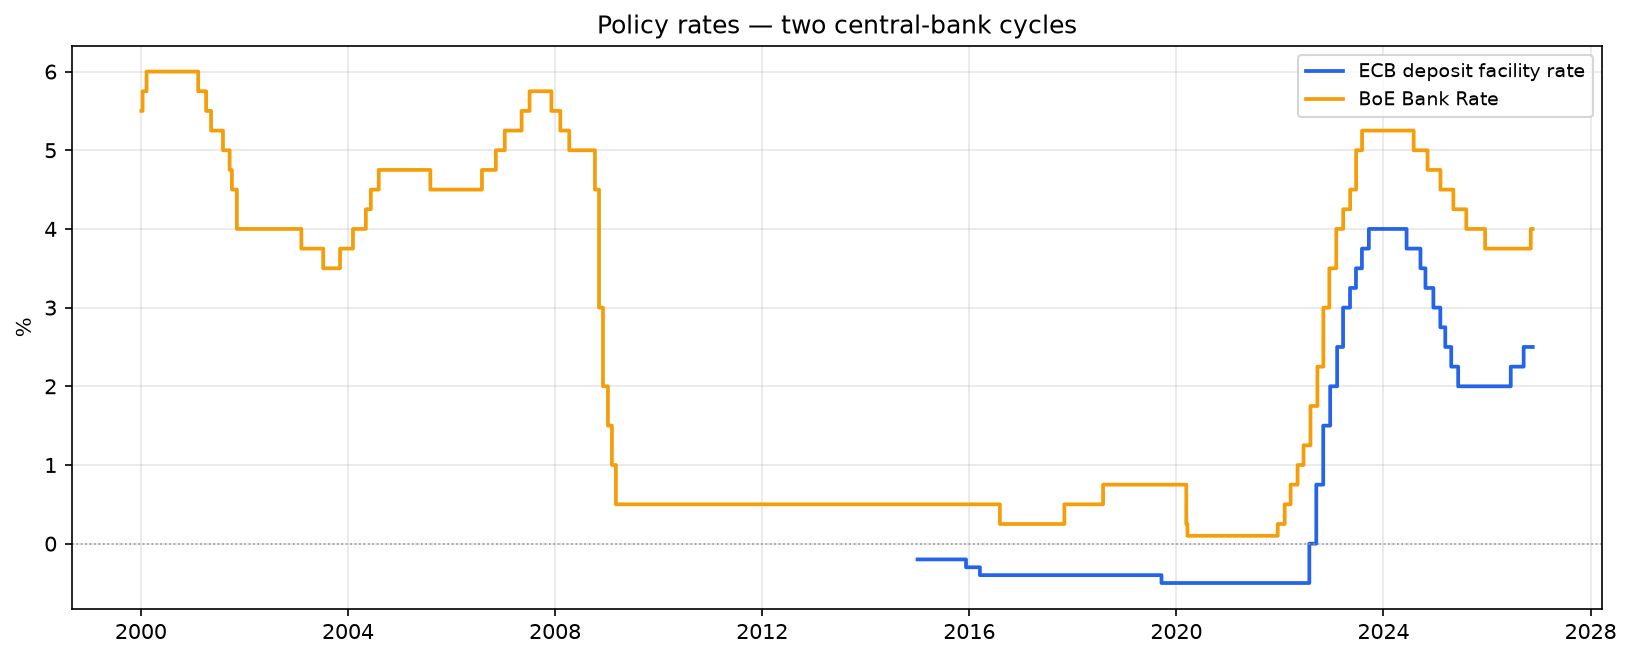 Policy rates — two central-bank cycles
ECB deposit facility rate
BoE Bank Rate
%
6
5
4
3
2
1
0
2000 2004 2008 2012 2016 2020 2024 2028